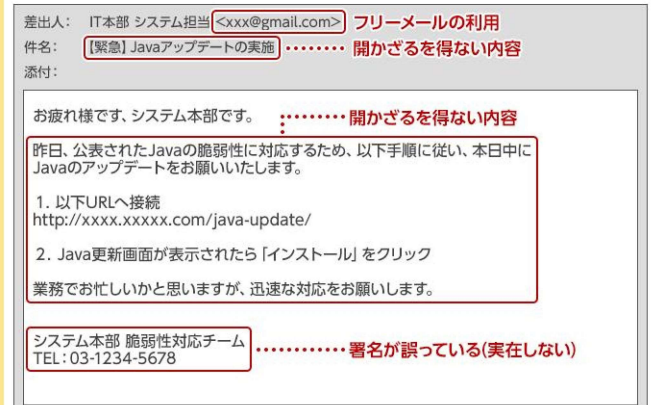 差出人： IT本部 システム担当 <xxx@gmail.com> フリーメールの利用
件名： 【緊急】Javaアップデートの実施 ‥‥‥‥ 開かざるを得ない内容
添付：
お疲れ様です、システム本部です。 ‥‥‥‥‥開かざるを得ない内容
昨日、公表されたJavaの脆弱性に対応するため、以下手順に従い、本日中に
Javaのアップデートをお願いいたします。
1. 以下URLへ接続
http://xxxx.xxxxx.com/java-update/
2. Java更新画面が表示されたら「インストール」をクリック
業務でお忙しいかと思いますが、迅速な対応をお願いします。
システム本部 脆弱性対応チーム
TEL：03-1234-5678 ‥‥‥‥‥‥署名が誤っている(実在しない)